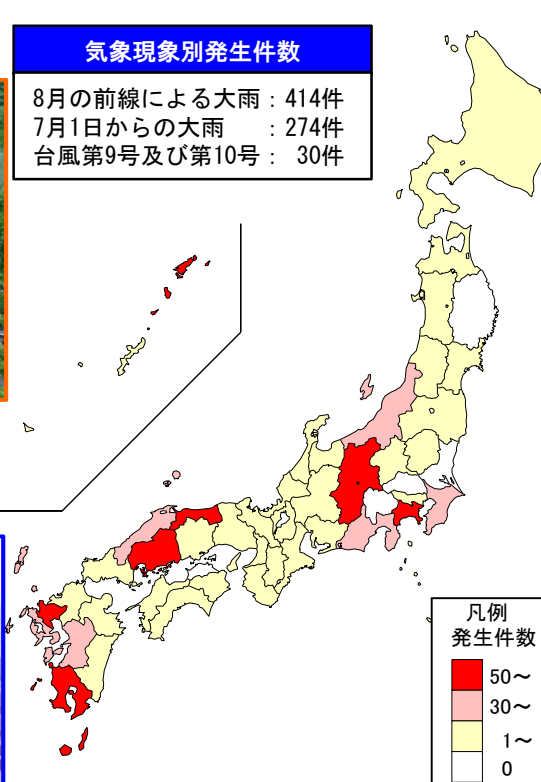 気象現象別発生件数
8月の前線による大雨：414件
7月1日からの大雨　　：274件
台風第9号及び第10号：　30件
凡例
発生件数
50～
30～
1～
0